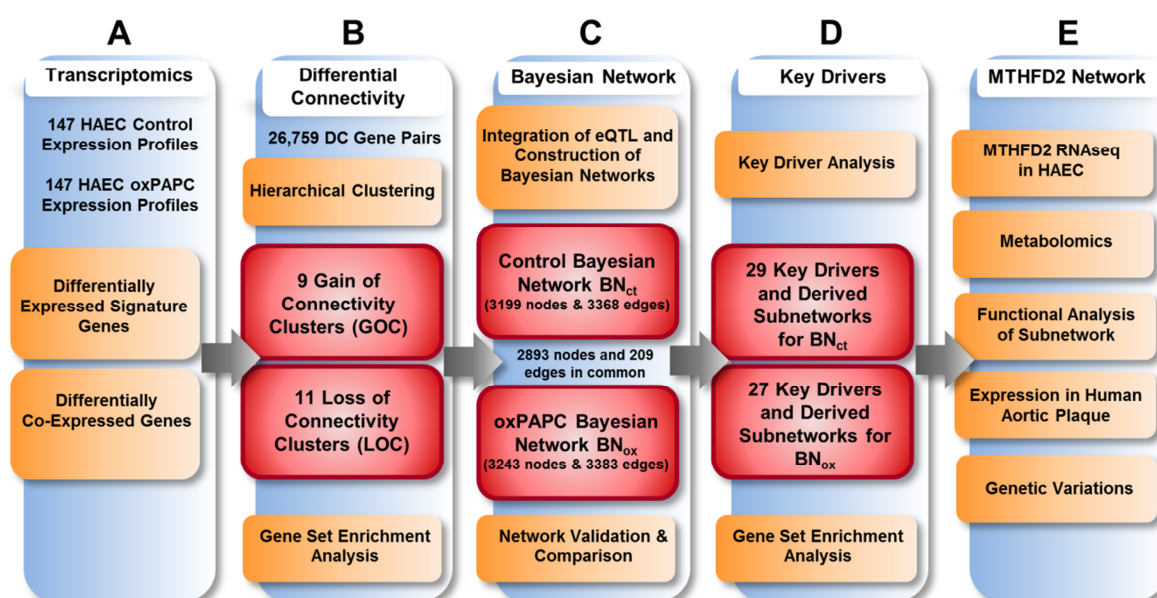 A
Transcriptomics
147 HAEC Control
Expression Profiles
147 HAEC oxPAPC
Expression Profiles
Differentially
Expressed Signature
Genes
Differentially
Co-Expressed Genes
B
Differential
Connectivity
26,759 DC Gene Pairs
Hierarchical Clustering
9 Gain of
Connectivity
Clusters (GOC)
11 Loss of
Connectivity
Clusters (LOC)
Gene Set Enrichment
Analysis
C
Bayesian Network
Integration of eQTL and
Construction of
Bayesian Networks
Control Bayesian
Network BNct
(3199 nodes & 3368 edges)
2893 nodes and 209
edges in common
oxPAPC Bayesian
Network BNox
(3243 nodes & 3383 edges)
Network Validation &
Comparison
D
Key Drivers
Key Driver Analysis
29 Key Drivers
and Derived
Subnetworks
for BNct
27 Key Drivers
and Derived
Subnetworks for
BNox
Gene Set Enrichment
Analysis
E
MTHFD2 Network
MTHFD2 RNAseq
in HAEC
Metabolomics
Functional Analysis
of Subnetwork
Expression in Human
Aortic Plaque
Genetic Variations